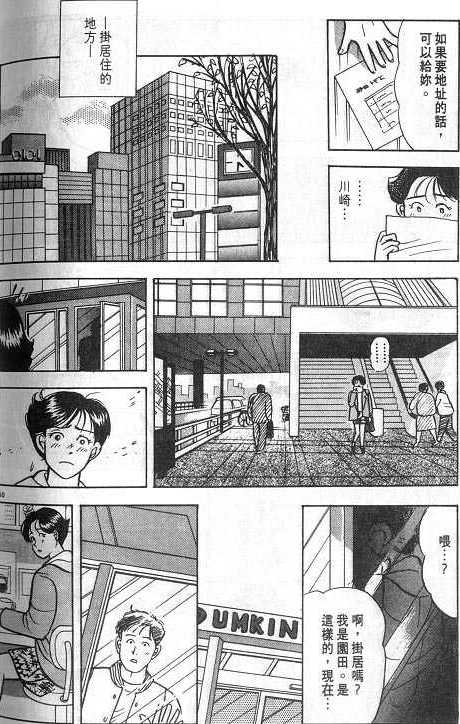 如果要地址的話，
可以給妳。
………
川崎…
—掛居住的
地方—
………
喂…？
啊，掛居嗎？
我是園田。是
這樣的，現在…
UMKIN